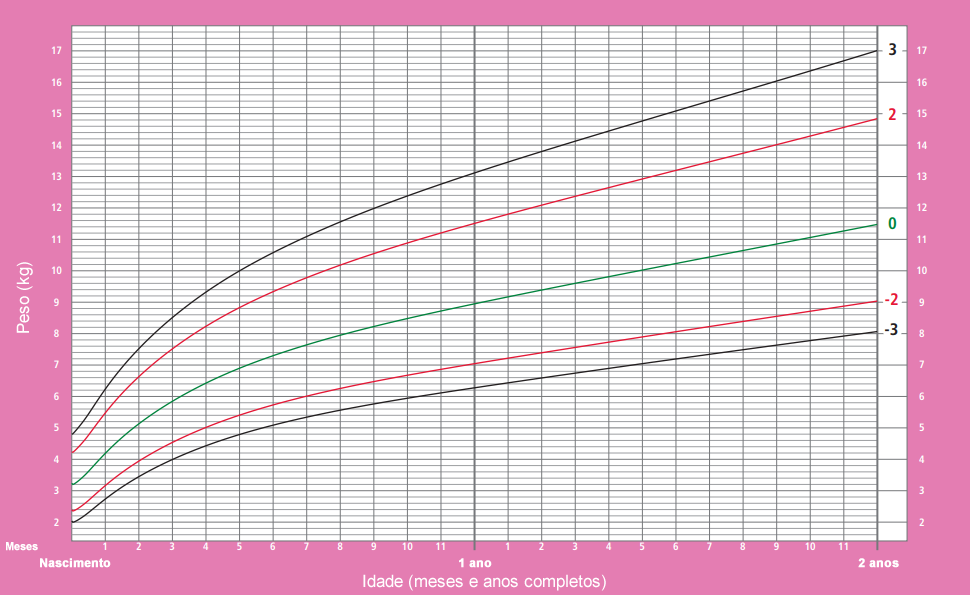 17 3 17
16 16
15 2 15
14 14
13 13
12 12
11 0 11
10 10
9 -2 9
8 -3 8
7 7
6 6
5 5
4 4
3 3
2 2
Peso (kg)
Meses 1 2 3 4 5 6 7 8 9 10 11 1 2 3 4 5 6 7 8 9 10 11
Nascimento 1 ano 2 anos
Idade (meses e anos completos)